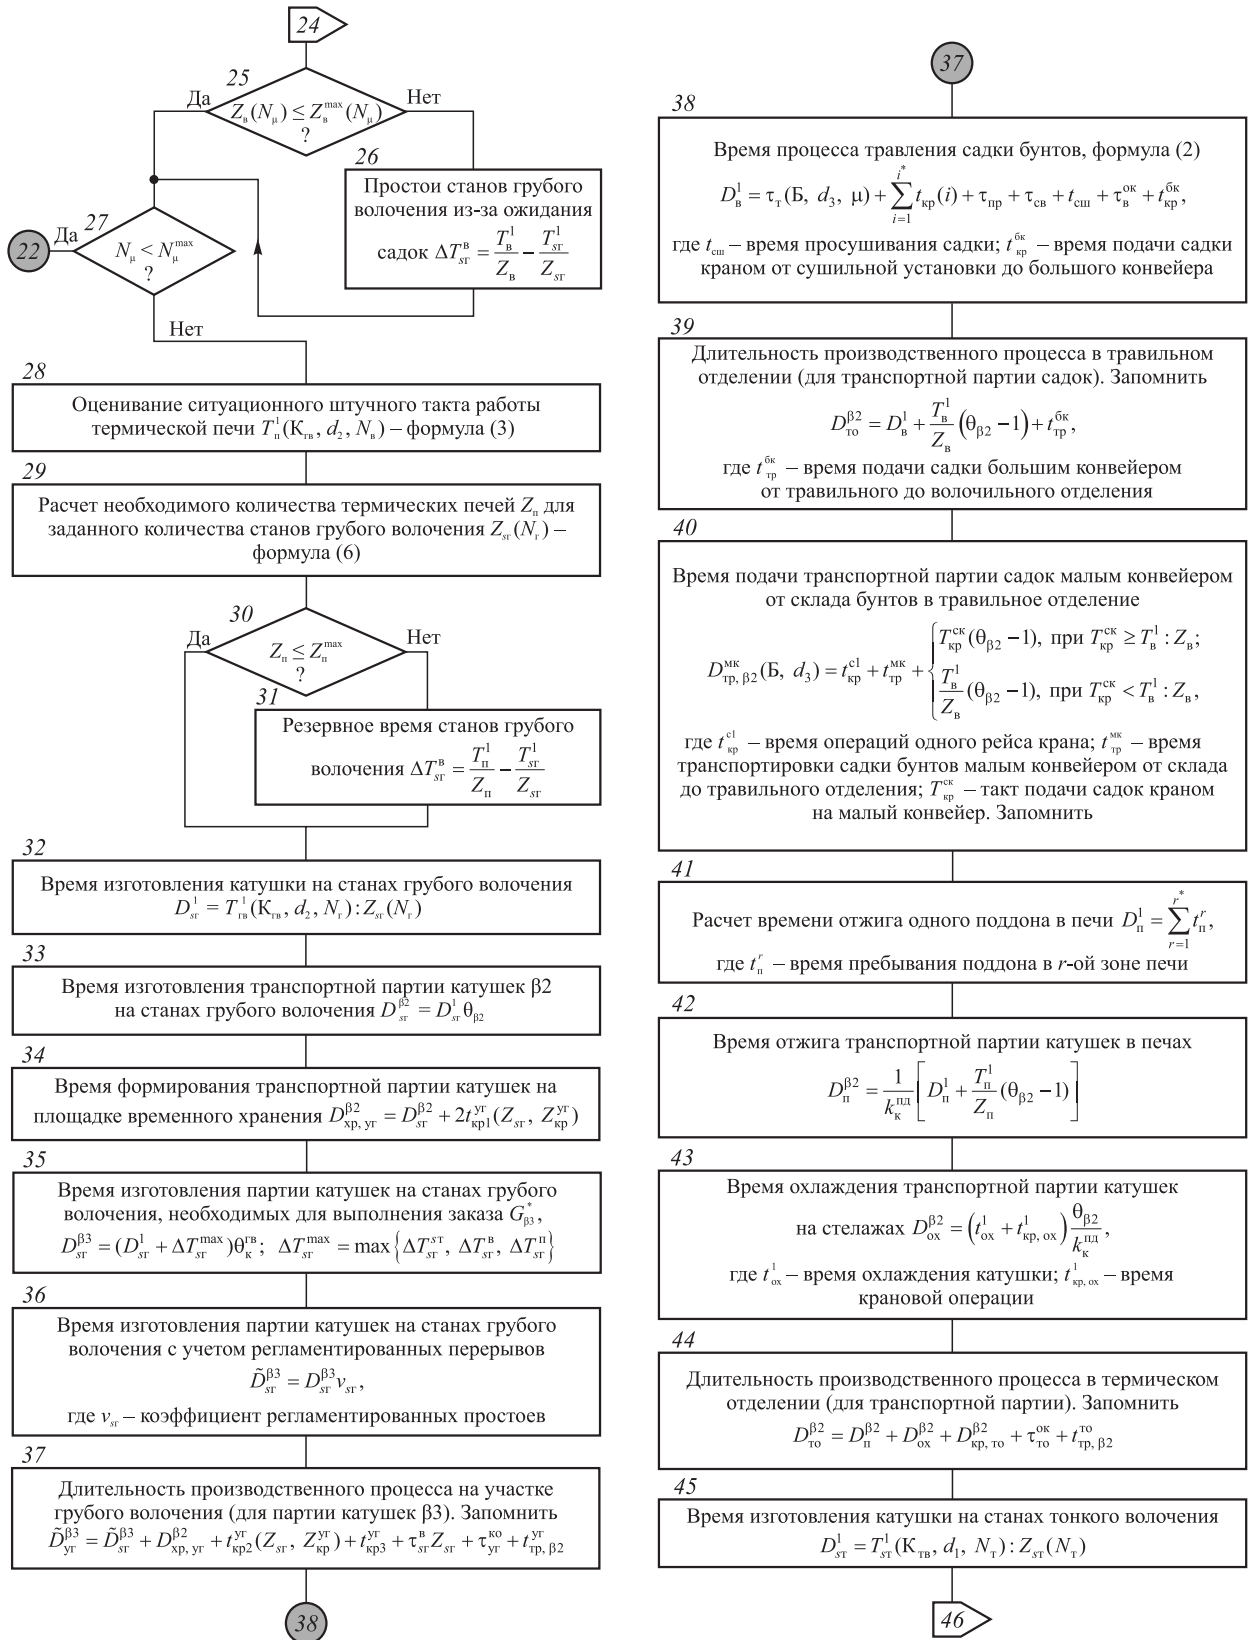 24
25
Да
Нет
Z_в(N_μ) ≤ Z_в^max(N_μ)
?
26
Простои станов грубого
волочения из-за ожидания
садок ΔT_sг^в = T_в^1/Z_в − T_sг^1/Z_sг
27
22
Да
N_μ < N_μ^max
?
Нет
28
Оценивание ситуационного штучного такта работы
термической печи T_п^1(К_гв, d_2, N_в) – формула (3)
29
Расчет необходимого количества термических печей Z_п для
заданного количества станов грубого волочения Z_sг(N_г) –
формула (6)
30
Да
Нет
Z_п ≤ Z_п^max
?
31
Резервное время станов грубого
волочения ΔT_sг^в = T_п^1/Z_п − T_sг^1/Z_sг
32
Время изготовления катушки на станах грубого волочения
D_sг^1 = T_гв^1(К_гв, d_2, N_г) : Z_sг(N_г)
33
Время изготовления транспортной партии катушек β2
на станах грубого волочения D_sг^β2 = D_sг^1 θ_β2
34
Время формирования транспортной партии катушек на
площадке временного хранения D_хр, уг^β2 = D_sг^β2 + 2t_кр1^уг(Z_sг, Z_кр^уг)
35
Время изготовления партии катушек на станах грубого
волочения, необходимых для выполнения заказа G_β3^*,
D_sг^β3 = (D_sг^1 + ΔT_sг^max)θ_к^гв; ΔT_sг^max = max{ΔT_sг^sт, ΔT_sг^в, ΔT_sг^п}
36
Время изготовления партии катушек на станах грубого
волочения с учетом регламентированных перерывов
D̃_sг^β3 = D_sг^β3 ν_sг,
где ν_sг – коэффициент регламентированных простоев
37
Длительность производственного процесса на участке
грубого волочения (для партии катушек β3). Запомнить
D̃_уг^β3 = D̃_sг^β3 + D_хр, уг^β2 + t_кр2^уг(Z_sг, Z_кр^уг) + t_кр3^уг + τ_sг^в Z_sг + τ_уг^ко + t_тр, β2^уг
38
37
38
Время процесса травления садки бунтов, формула (2)
D_в^1 = τ_т(Б, d_3, μ) + ∑_{i=1}^{i*} t_кр(i) + τ_пр + τ_св + t_сш + τ_в^ок + t_кр^бк,
где t_сш – время просушивания садки; t_кр^бк – время подачи садки
краном от сушильной установки до большого конвейера
39
Длительность производственного процесса в травильном
отделении (для транспортной партии садок). Запомнить
D_то^β2 = D_в^1 + T_в^1/Z_в (θ_β2 − 1) + t_тр^бк,
где t_тр^бк – время подачи садки большим конвейером
от травильного до волочильного отделения
40
Время подачи транспортной партии садок малым конвейером
от склада бунтов в травильное отделение
D_тр, β2^мк(Б, d_3) = t_кр^с1 + t_тр^мк + { T_кр^ск(θ_β2 − 1), при T_кр^ск ≥ T_в^1 : Z_в;
T_в^1/Z_в (θ_β2 − 1), при T_кр^ск < T_в^1 : Z_в,
где t_кр^с1 – время операций одного рейса крана; t_тр^мк – время
транспортировки садки бунтов малым конвейером от склада
до травильного отделения; T_кр^ск – такт подачи садок краном
на малый конвейер. Запомнить
41
Расчет времени отжига одного поддона в печи D_п^1 = ∑_{r=1}^{r*} t_п^r,
где t_п^r – время пребывания поддона в r-ой зоне печи
42
Время отжига транспортной партии катушек в печах
D_п^β2 = 1/k_к^пд [D_п^1 + T_п^1/Z_п (θ_β2 − 1)]
43
Время охлаждения транспортной партии катушек
на стелажах D_ох^β2 = (t_ох^1 + t_кр, ох^1) θ_β2/k_к^пд,
где t_ох^1 – время охлаждения катушки; t_кр, ох^1 – время
крановой операции
44
Длительность производственного процесса в термическом
отделении (для транспортной партии). Запомнить
D_то^β2 = D_п^β2 + D_ох^β2 + D_кр, то^β2 + τ_то^ок + t_тр, β2^то
45
Время изготовления катушки на станах тонкого волочения
D_sт^1 = T_sт^1(К_тв, d_1, N_т) : Z_sт(N_т)
46